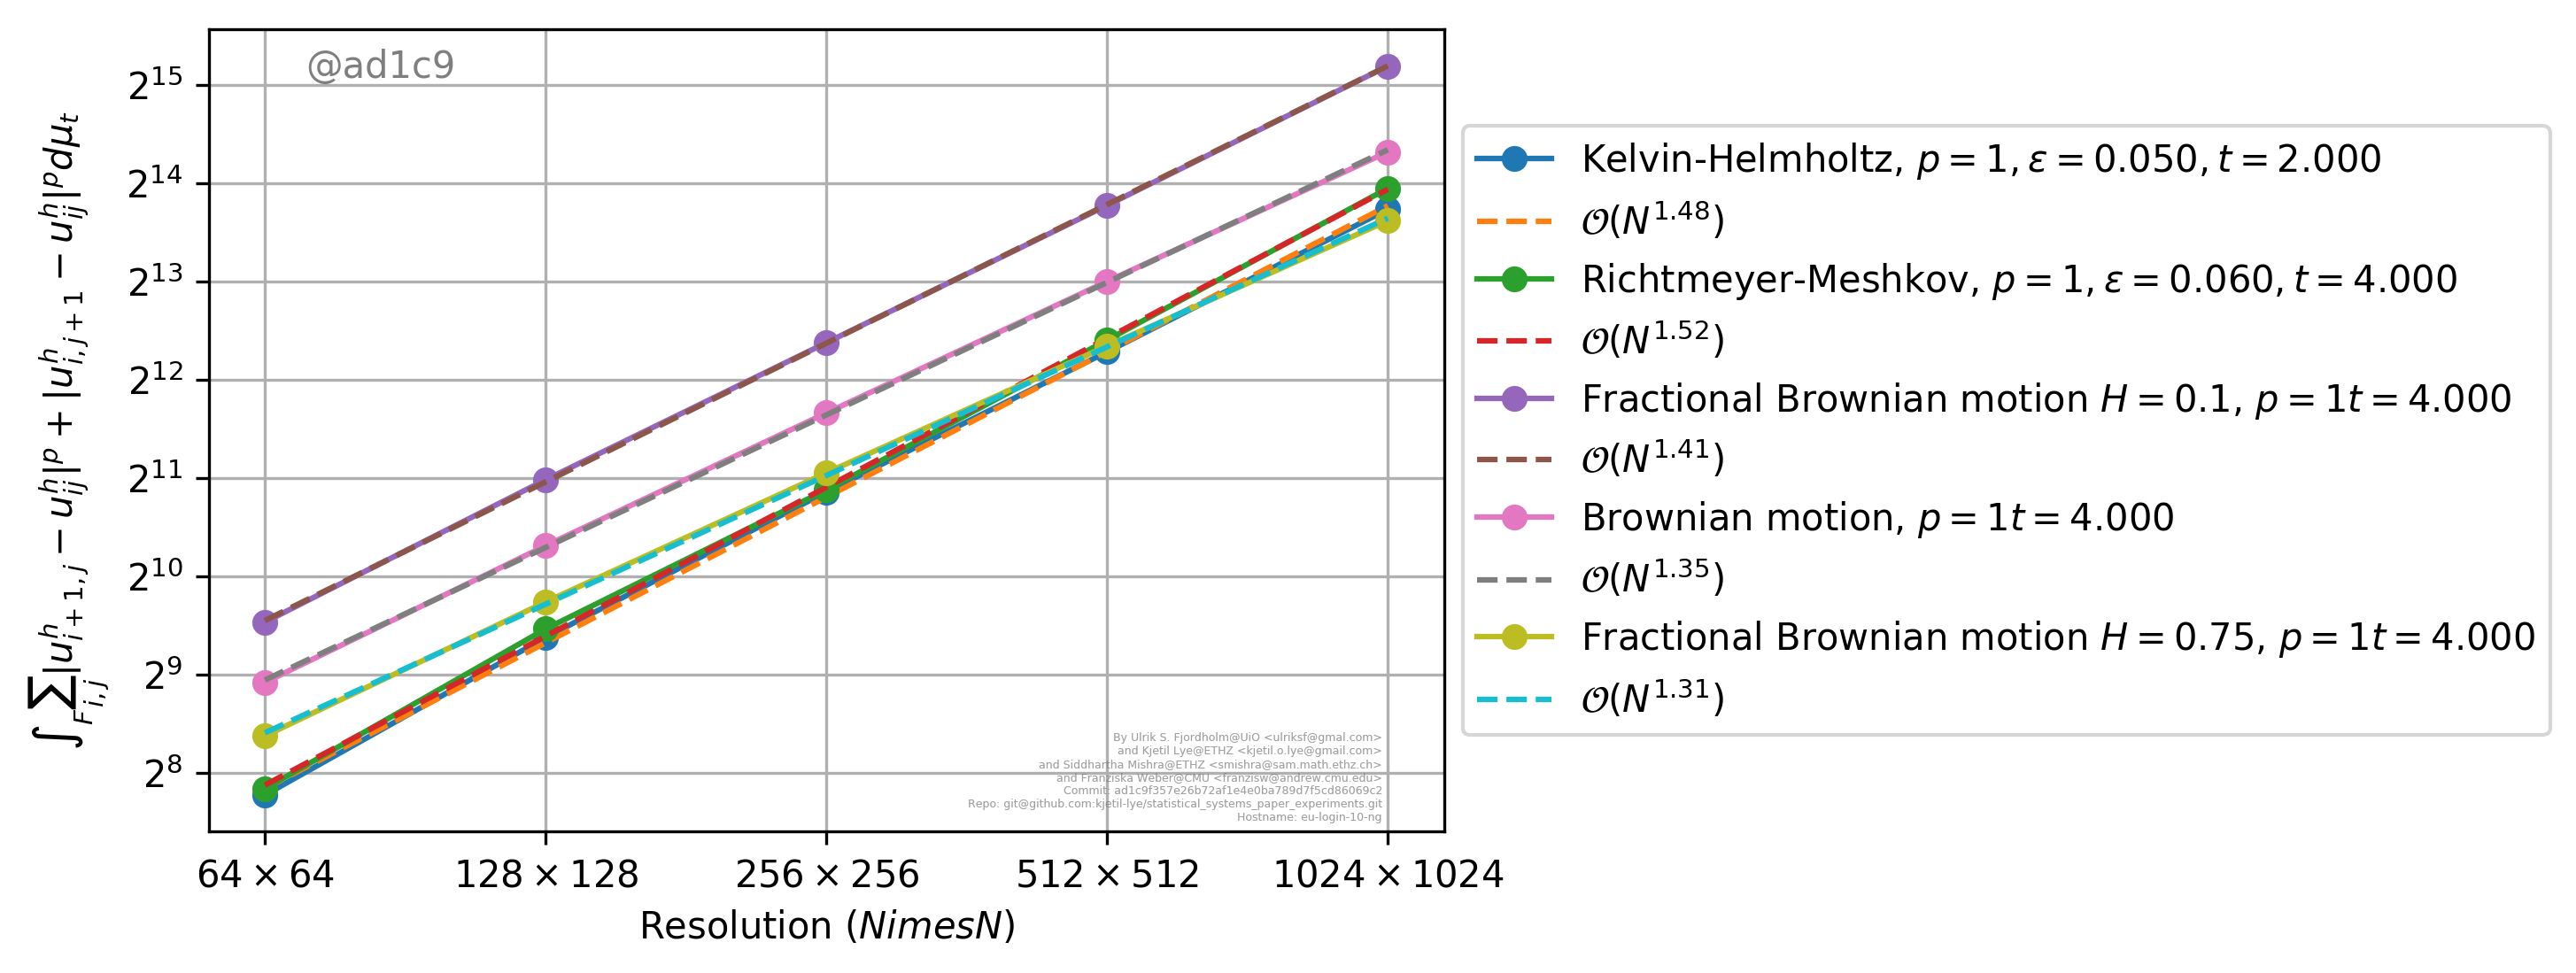 @ad1c9
2^15
2^14
2^13
2^12
2^11
2^10
2^9
2^8
∫ ∑_{F_{i,j}} |u^h_{i+1,j} − u^h_{ij}|^p + |u^h_{i,j+1} − u^h_{ij}|^p dμ_t
By Ulrik S. Fjordholm@UiO <ulriksf@gmal.com>
and Kjetil Lye@ETHZ <kjetil.o.lye@gmail.com>
and Siddhartha Mishra@ETHZ <smishra@sam.math.ethz.ch>
and Franziska Weber@CMU <franzisw@andrew.cmu.edu>
Commit: ad1c9f357e26b72af1e4e0ba789d7f5cd86069c2
Repo: git@github.com:kjetil-lye/statistical_systems_paper_experiments.git
Hostname: eu-login-10-ng
64 × 64
128 × 128
256 × 256
512 × 512
1024 × 1024
Resolution (NimesN)
Kelvin-Helmholtz, p = 1, ε = 0.050, t = 2.000
𝒪(N^1.48)
Richtmeyer-Meshkov, p = 1, ε = 0.060, t = 4.000
𝒪(N^1.52)
Fractional Brownian motion H = 0.1, p = 1t = 4.000
𝒪(N^1.41)
Brownian motion, p = 1t = 4.000
𝒪(N^1.35)
Fractional Brownian motion H = 0.75, p = 1t = 4.000
𝒪(N^1.31)